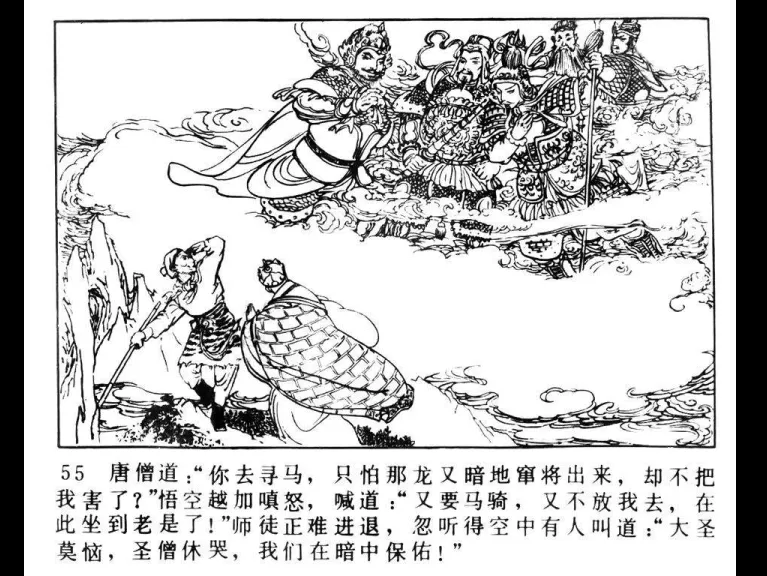 55 唐僧道:“你去寻马，只怕那龙又暗地窜将出来，却不把
我害了?”悟空越加嗔怒，喊道:“又要马骑，又不放我去，在
此坐到老是了!”师徒正难进退，忽听得空中有人叫道:“大圣
莫恼，圣僧休哭，我们在暗中保佑!”